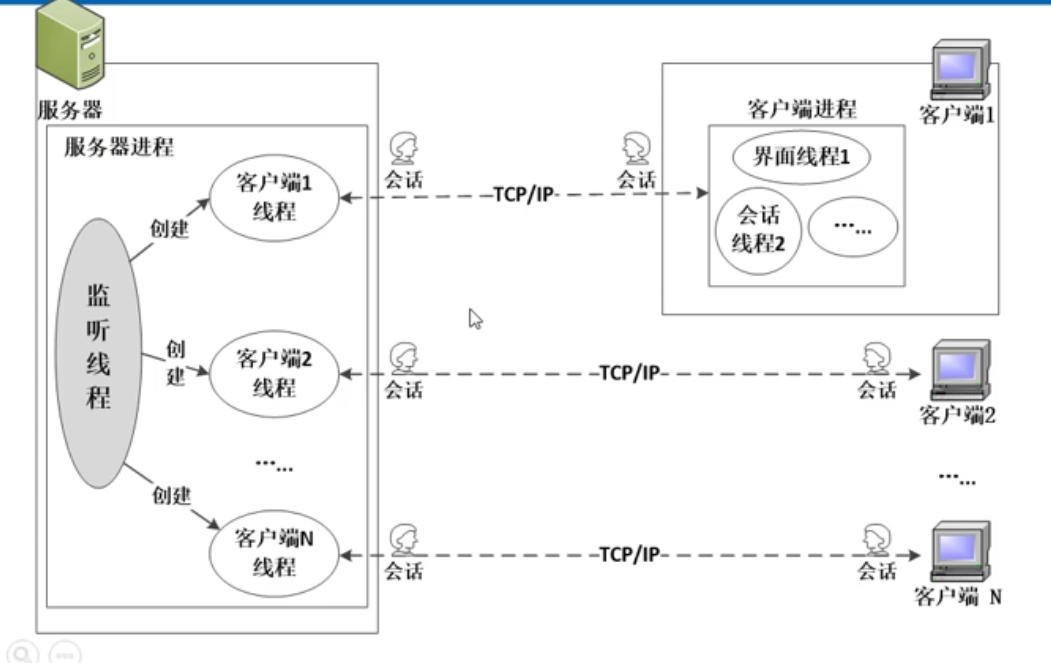 服务器
服务器进程
监
听
线
程
创建
客户端1
线程
创
建
客户端2
线程
……
创建
客户端N
线程
会话
TCP/IP
会话
会话
TCP/IP
会话
会话
TCP/IP
会话
客户端进程
界面线程1
会话
线程2
……
客户端1
客户端2
……
客户端 N